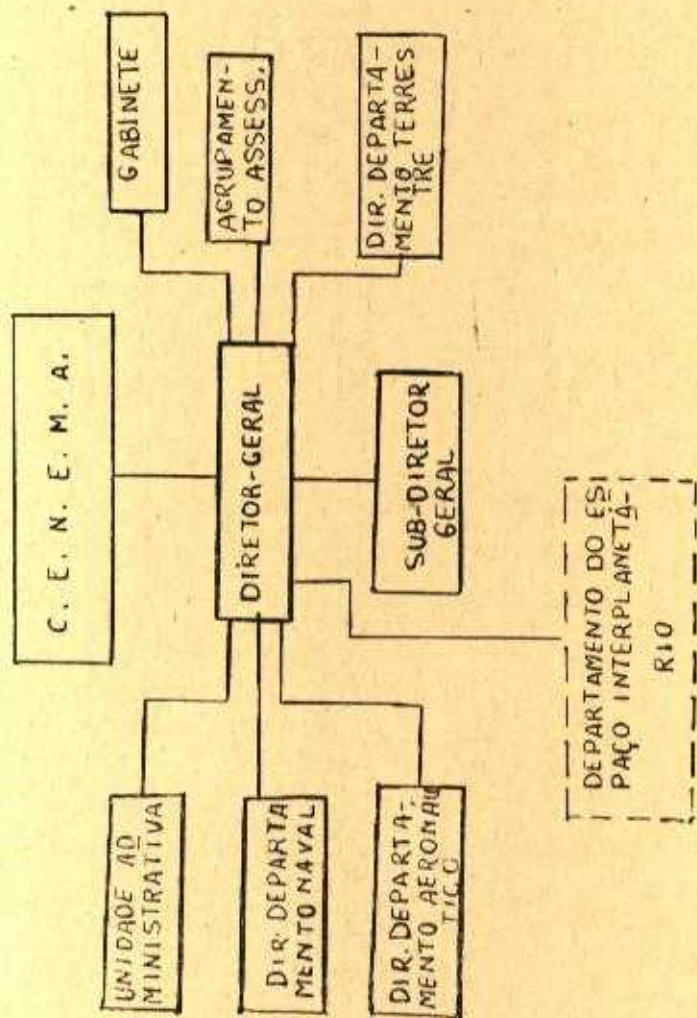 C. E. N. E. M. A.
UNIDADE AD
MINISTRATIVA
GABINETE
DIR. DEPARTA
MENTO NAVAL
DIRETOR-GERAL
AGRUPAMEN-
TO ASSESS.
DIR. DEPARTA-
MENTO AERONAU
TICO
SUB-DIRETOR
GERAL
DIR. DEPARTA-
MENTO TERRES
TRE
DEPARTAMENTO DO ES
PAÇO INTERPLANETÁ-
RIO